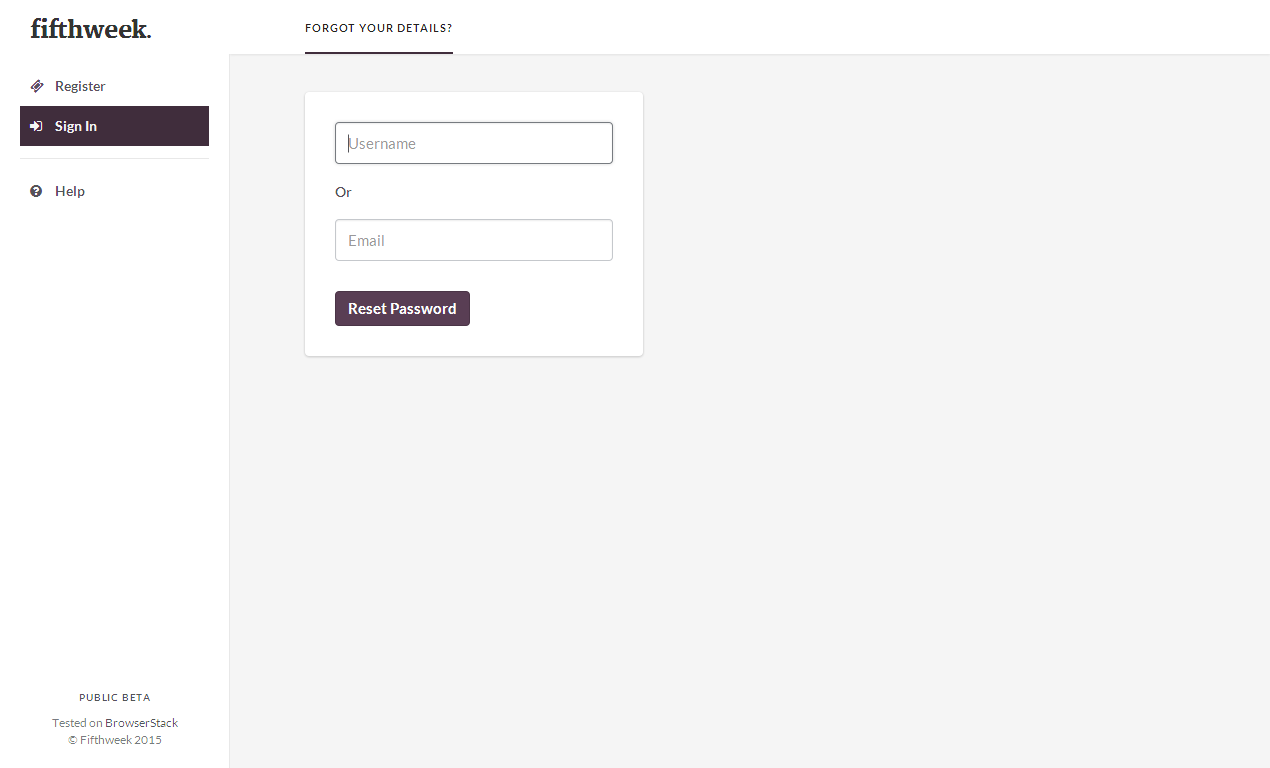 fifthweek.
FORGOT YOUR DETAILS?
Register
Sign In
Help
Username
Or
Email
Reset Password
PUBLIC BETA
Tested on BrowserStack
© Fifthweek 2015